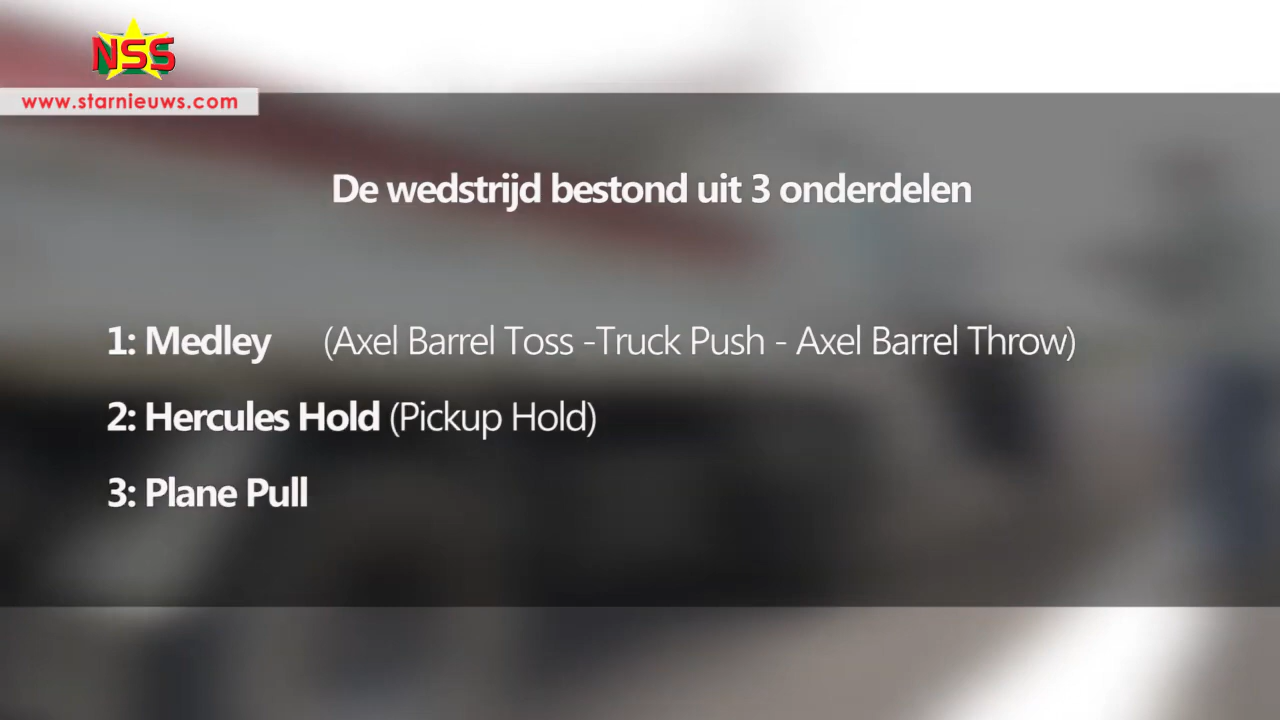 NSS
www.starnieuws.com
De wedstrijd bestond uit 3 onderdelen
1: Medley (Axel Barrel Toss -Truck Push - Axel Barrel Throw)
2: Hercules Hold (Pickup Hold)
3: Plane Pull